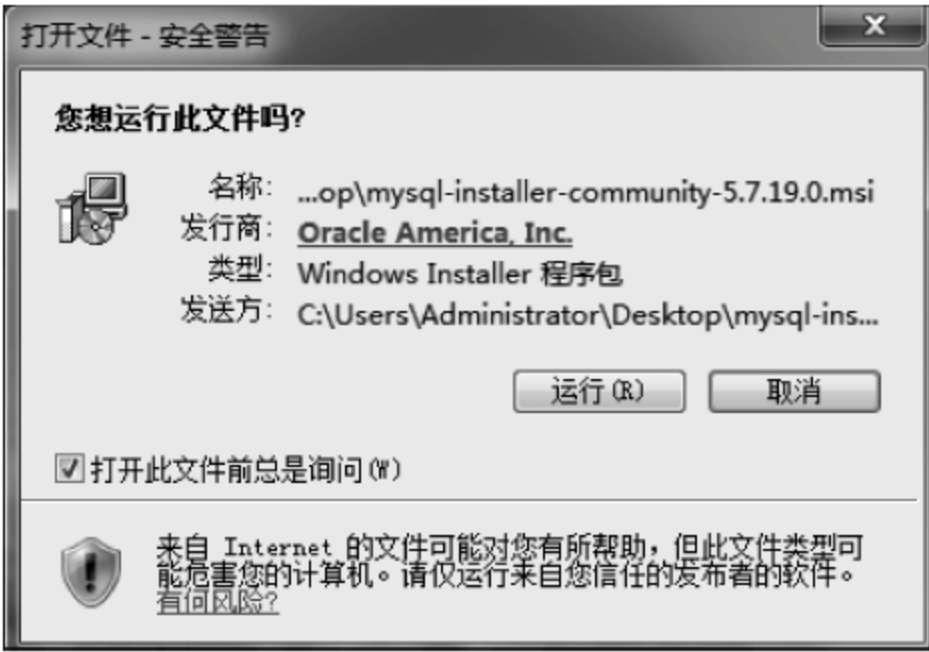 打开文件 - 安全警告
您想运行此文件吗?
名称: ...op\mysql-installer-community-5.7.19.0.msi
发行商: Oracle America, Inc.
类型: Windows Installer 程序包
发送方: C:\Users\Administrator\Desktop\mysql-ins...
运行(R) 取消
打开此文件前总是询问(W)
来自 Internet 的文件可能对您有所帮助，但此文件类型可
能危害您的计算机。请仅运行来自您信任的发布者的软件。
有何风险?